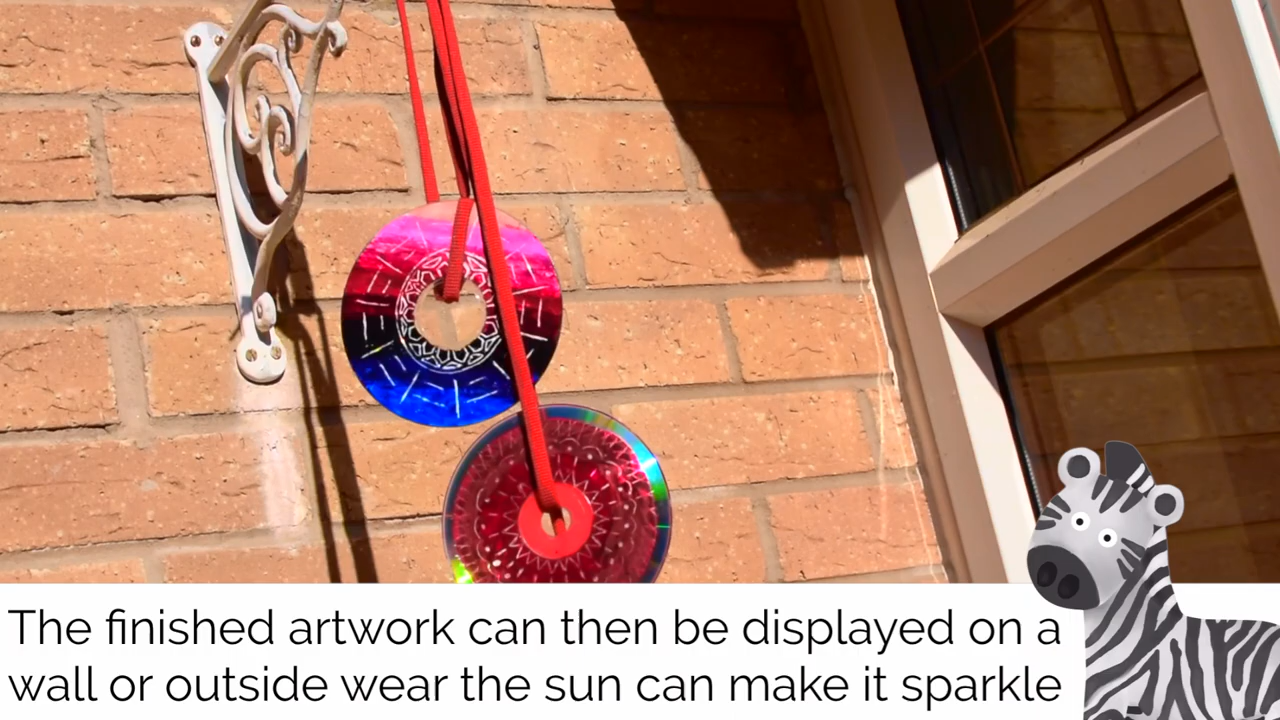 The finished artwork can then be displayed on a
wall or outside wear the sun can make it sparkle